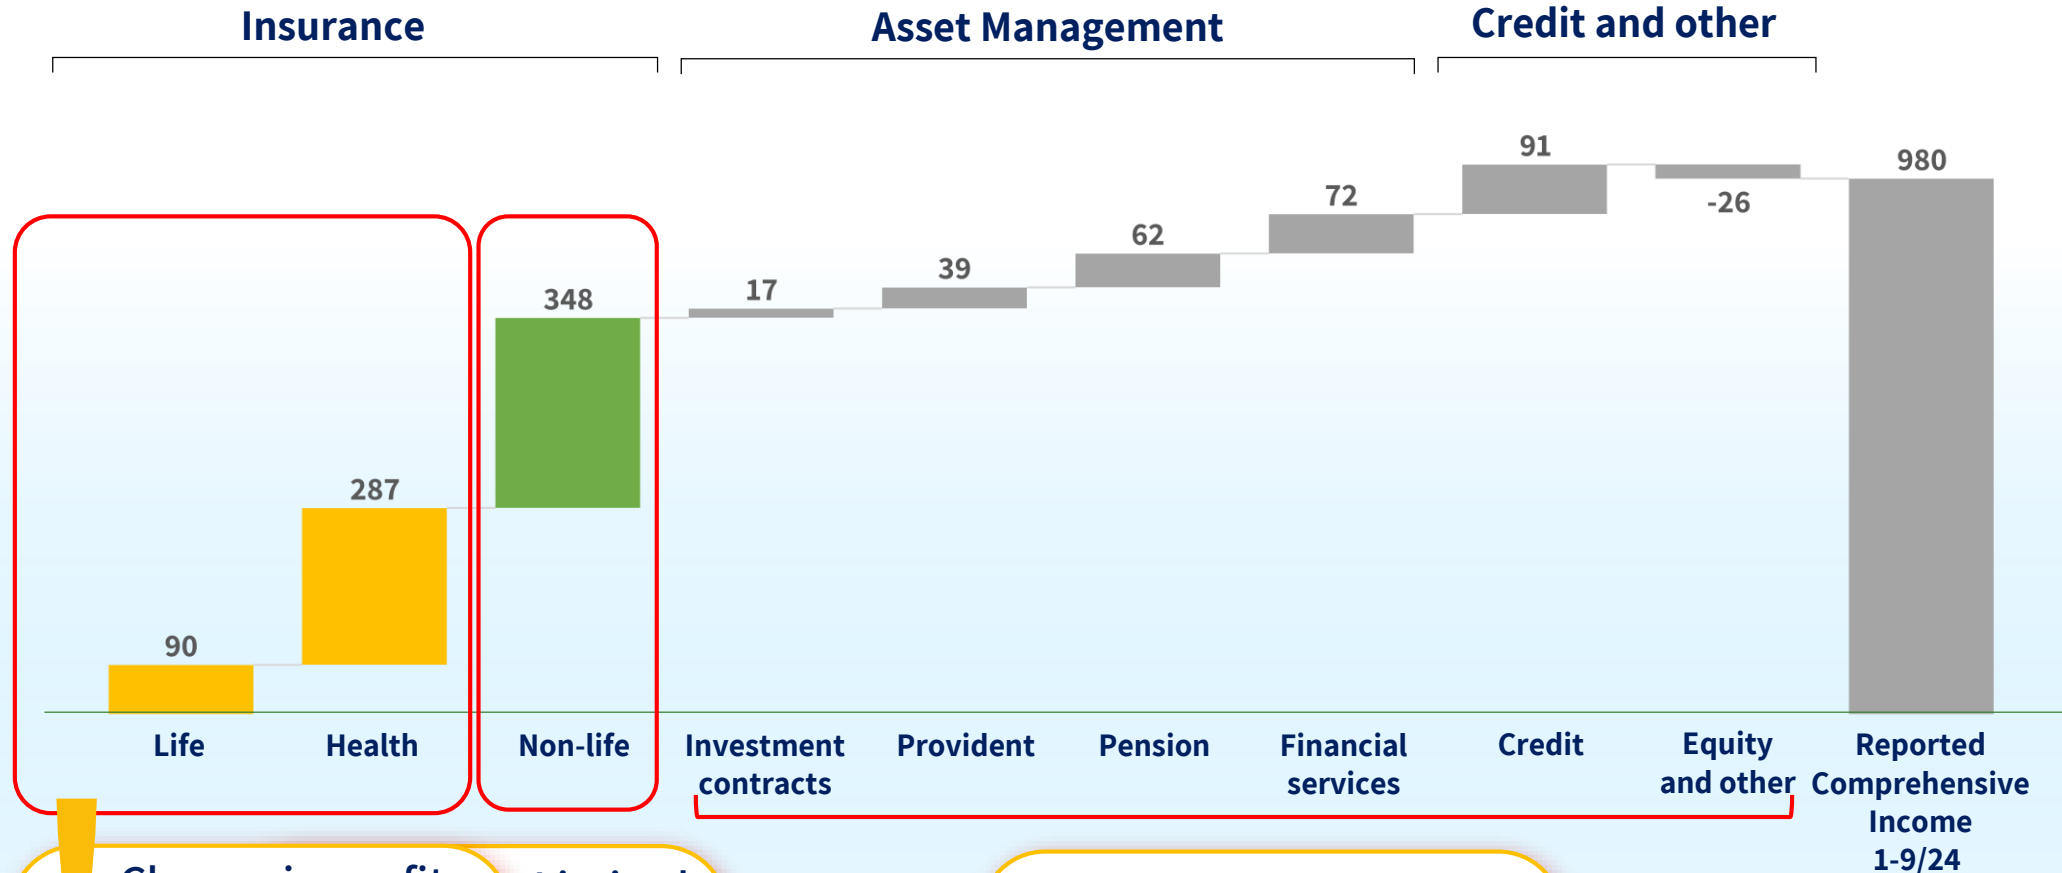 Insurance
Asset Management
Credit and other
91
980
-26
72
62
39
17
348
287
90
Life
Health
Non-life
Investment
contracts
Provident
Pension
Financial
services
Credit
Equity
and other
Reported
Comprehensive
Income
1-9/24